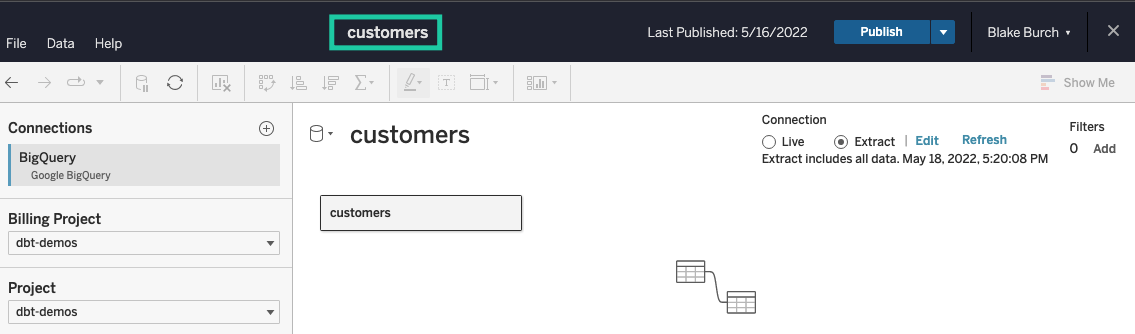 customers
Last Published: 5/16/2022
Publish
Blake Burch
File
Data
Help
Show Me
Connections
BigQuery
Google BigQuery
Billing Project
dbt-demos
Project
dbt-demos
customers
Connection
Live
Extract | Edit Refresh
Extract includes all data. May 18, 2022, 5:20:08 PM
Filters
0 Add
customers